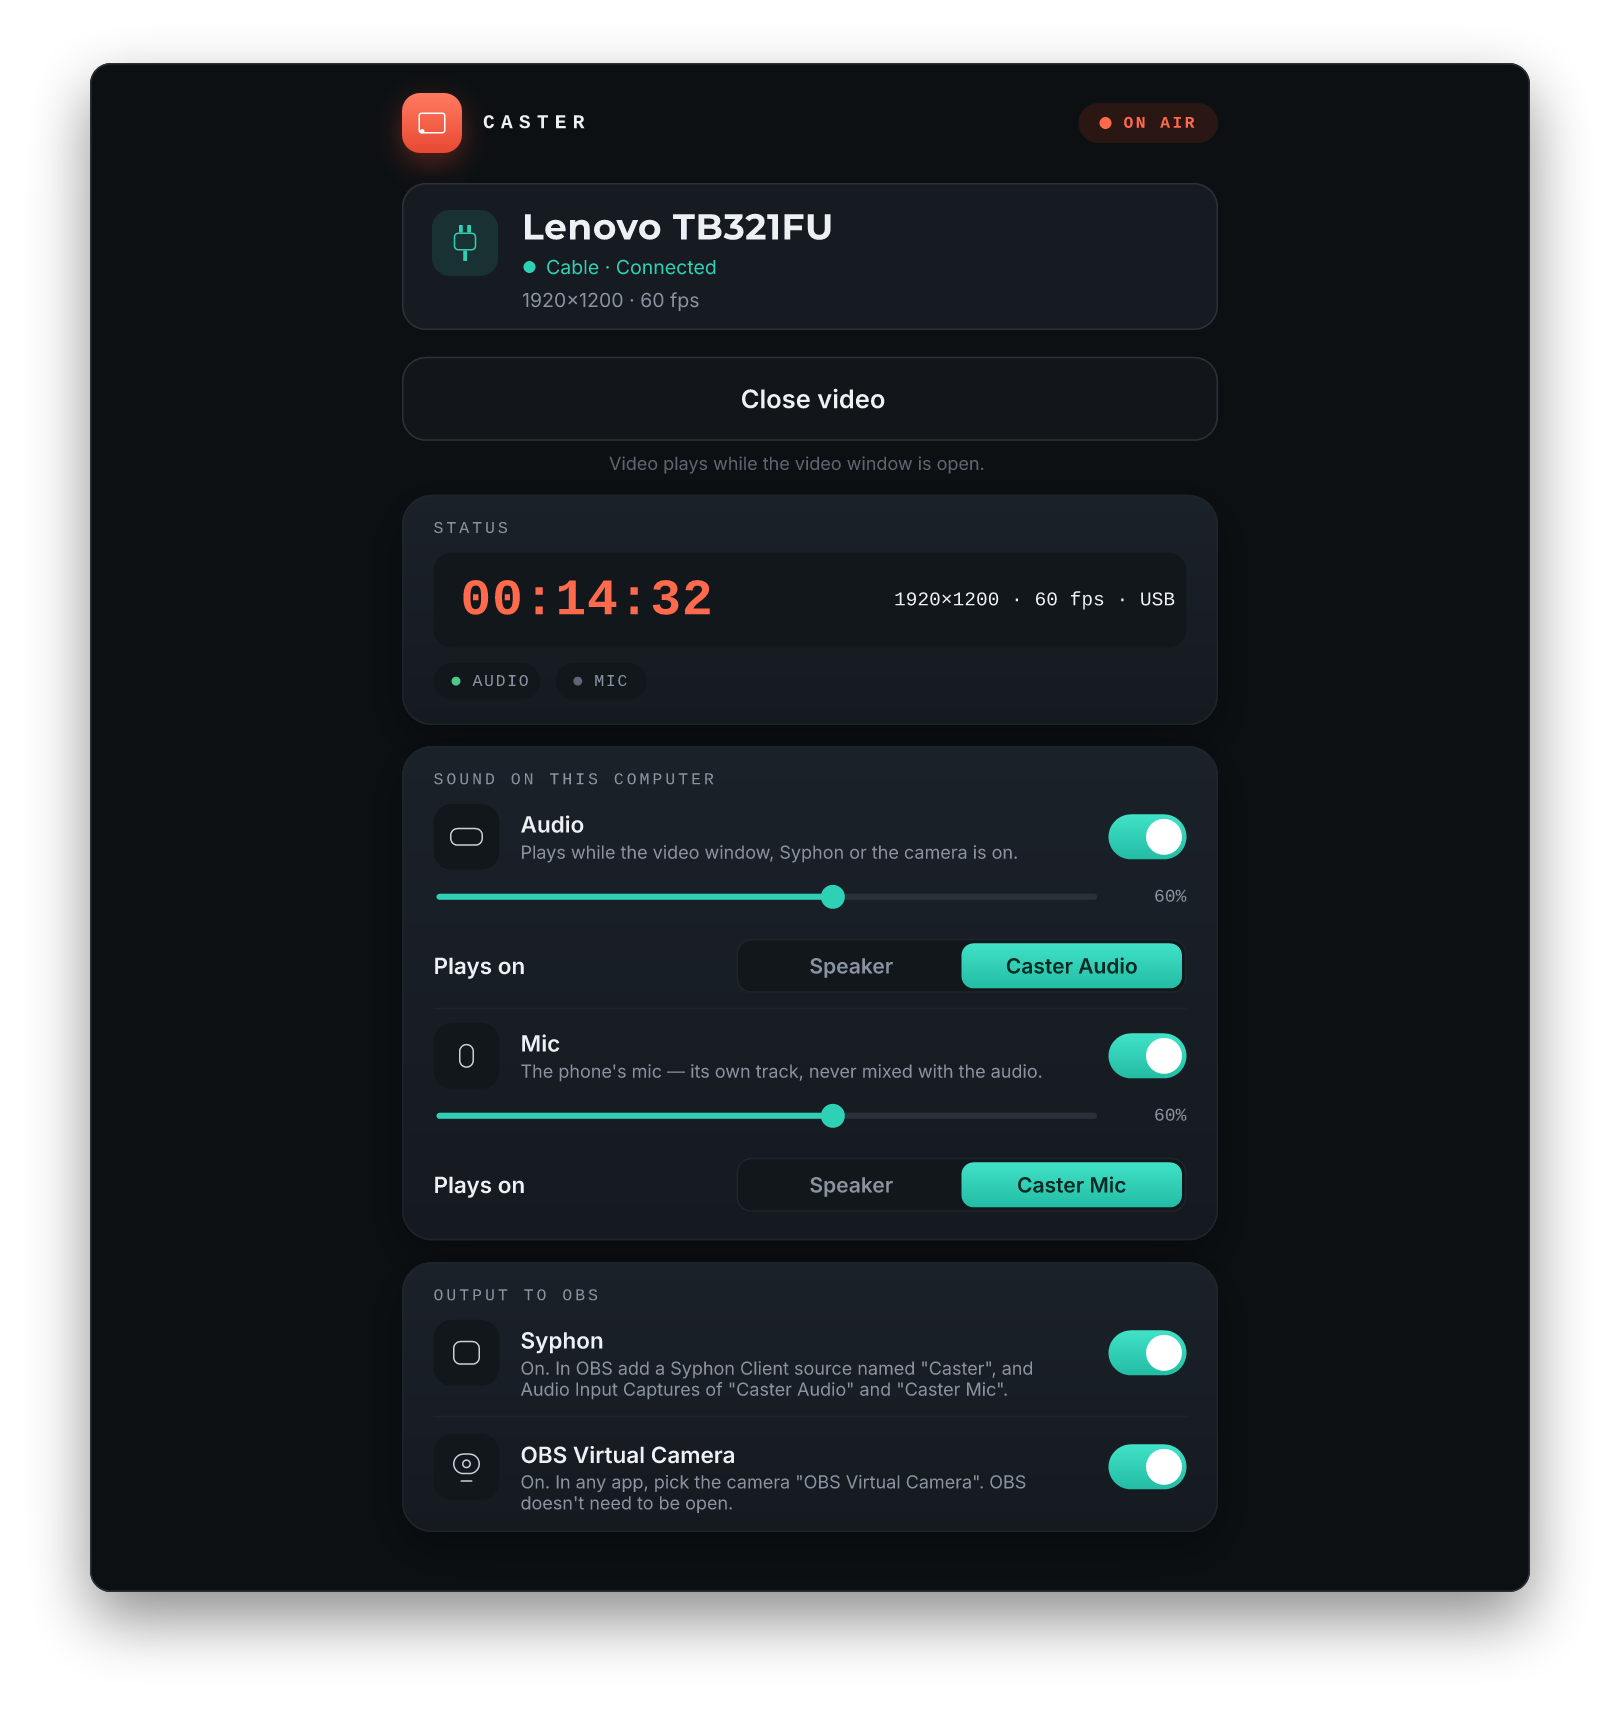 CASTER
ON AIR
Lenovo TB321FU
Cable · Connected
1920×1200 · 60 fps
Close video
Video plays while the video window is open.
STATUS
00:14:32
1920×1200 · 60 fps · USB
AUDIO
MIC
SOUND ON THIS COMPUTER
Audio
Plays while the video window, Syphon or the camera is on.
60%
Plays on
Speaker
Caster Audio
Mic
The phone's mic — its own track, never mixed with the audio.
60%
Plays on
Speaker
Caster Mic
OUTPUT TO OBS
Syphon
On. In OBS add a Syphon Client source named "Caster", and
Audio Input Captures of "Caster Audio" and "Caster Mic".
OBS Virtual Camera
On. In any app, pick the camera "OBS Virtual Camera". OBS
doesn't need to be open.